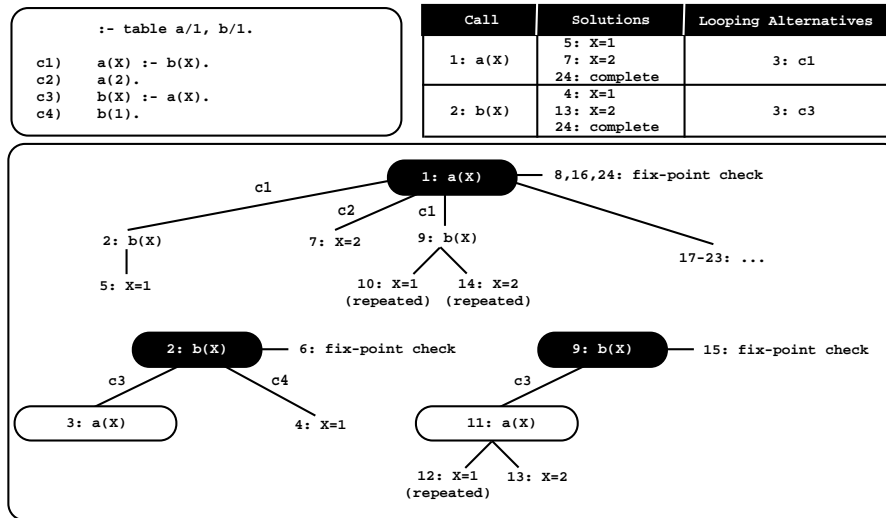 :- table a/1, b/1.
c1) a(X) :- b(X).
c2) a(2).
c3) b(X) :- a(X).
c4) b(1).
Call Solutions Looping Alternatives
5: X=1
1: a(X) 7: X=2 3: c1
24: complete
4: X=1
2: b(X) 13: X=2 3: c3
24: complete
1: a(X) 8,16,24: fix-point check
c1 c2 c1
2: b(X) 7: X=2 9: b(X) 17-23: ...
5: X=1 10: X=1 14: X=2
(repeated) (repeated)
2: b(X) 6: fix-point check 9: b(X) 15: fix-point check
c3 c4 c3
3: a(X) 4: X=1 11: a(X)
12: X=1 13: X=2
(repeated)